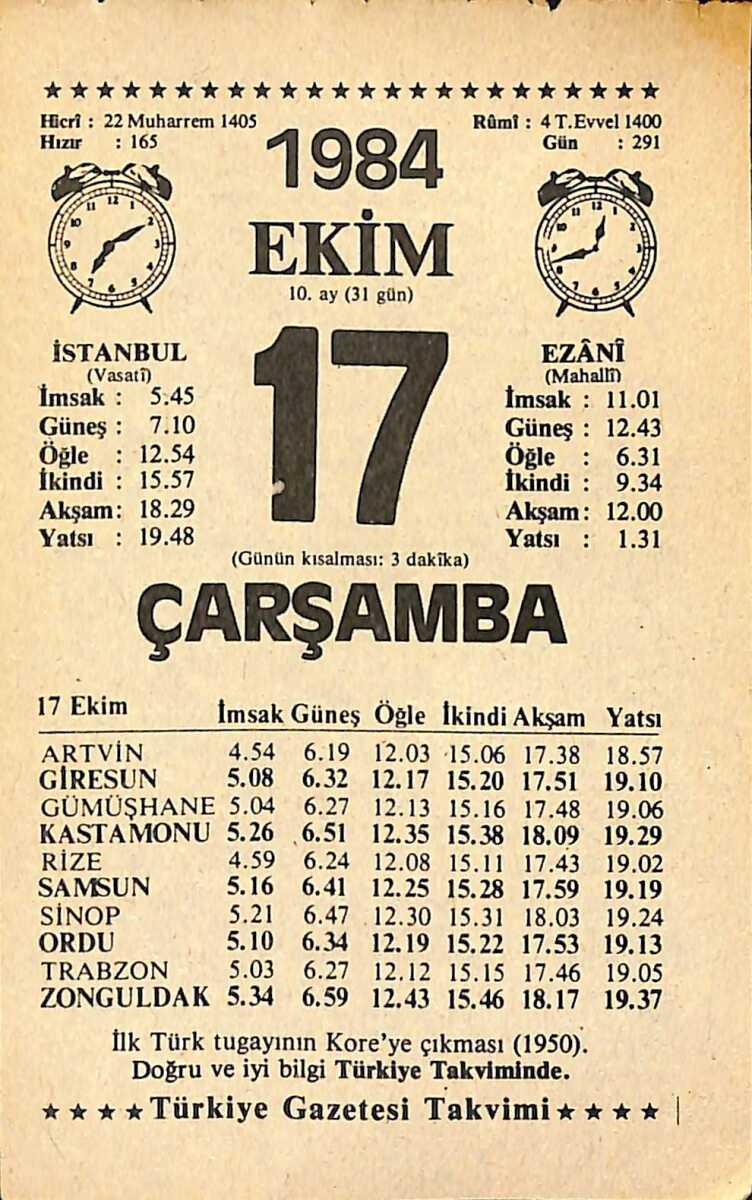 ★ ★ ★ ★ ★ ★ ★ ★ ★ ★ ★ ★ ★ ★ ★ ★ ★ ★ ★ ★ ★ ★ ★ ★
Hicrî : 22 Muharrem 1405
Hızır : 165
1984
Rûmî : 4 T.Evvel 1400
Gün : 291
EKİM
10. ay (31 gün)
17
İSTANBUL
(Vasatî)
İmsak : 5.45
Güneş : 7.10
Öğle : 12.54
İkindi : 15.57
Akşam: 18.29
Yatsı : 19.48
EZÂNÎ
(Mahallî)
İmsak : 11.01
Güneş : 12.43
Öğle : 6.31
İkindi : 9.34
Akşam: 12.00
Yatsı : 1.31
(Günün kısalması: 3 dakîka)
ÇARŞAMBA
17 Ekim İmsak Güneş Öğle İkindi Akşam Yatsı
ARTVİN 4.54 6.19 12.03 15.06 17.38 18.57
GİRESUN 5.08 6.32 12.17 15.20 17.51 19.10
GÜMÜŞHANE 5.04 6.27 12.13 15.16 17.48 19.06
KASTAMONU 5.26 6.51 12.35 15.38 18.09 19.29
RİZE 4.59 6.24 12.08 15.11 17.43 19.02
SAMSUN 5.16 6.41 12.25 15.28 17.59 19.19
SİNOP 5.21 6.47 12.30 15.31 18.03 19.24
ORDU 5.10 6.34 12.19 15.22 17.53 19.13
TRABZON 5.03 6.27 12.12 15.15 17.46 19.05
ZONGULDAK 5.34 6.59 12.43 15.46 18.17 19.37
İlk Türk tugayının Kore'ye çıkması (1950).
Doğru ve iyi bilgi Türkiye Takviminde.
★ ★ ★ ★ Türkiye Gazetesi Takvimi ★ ★ ★ ★